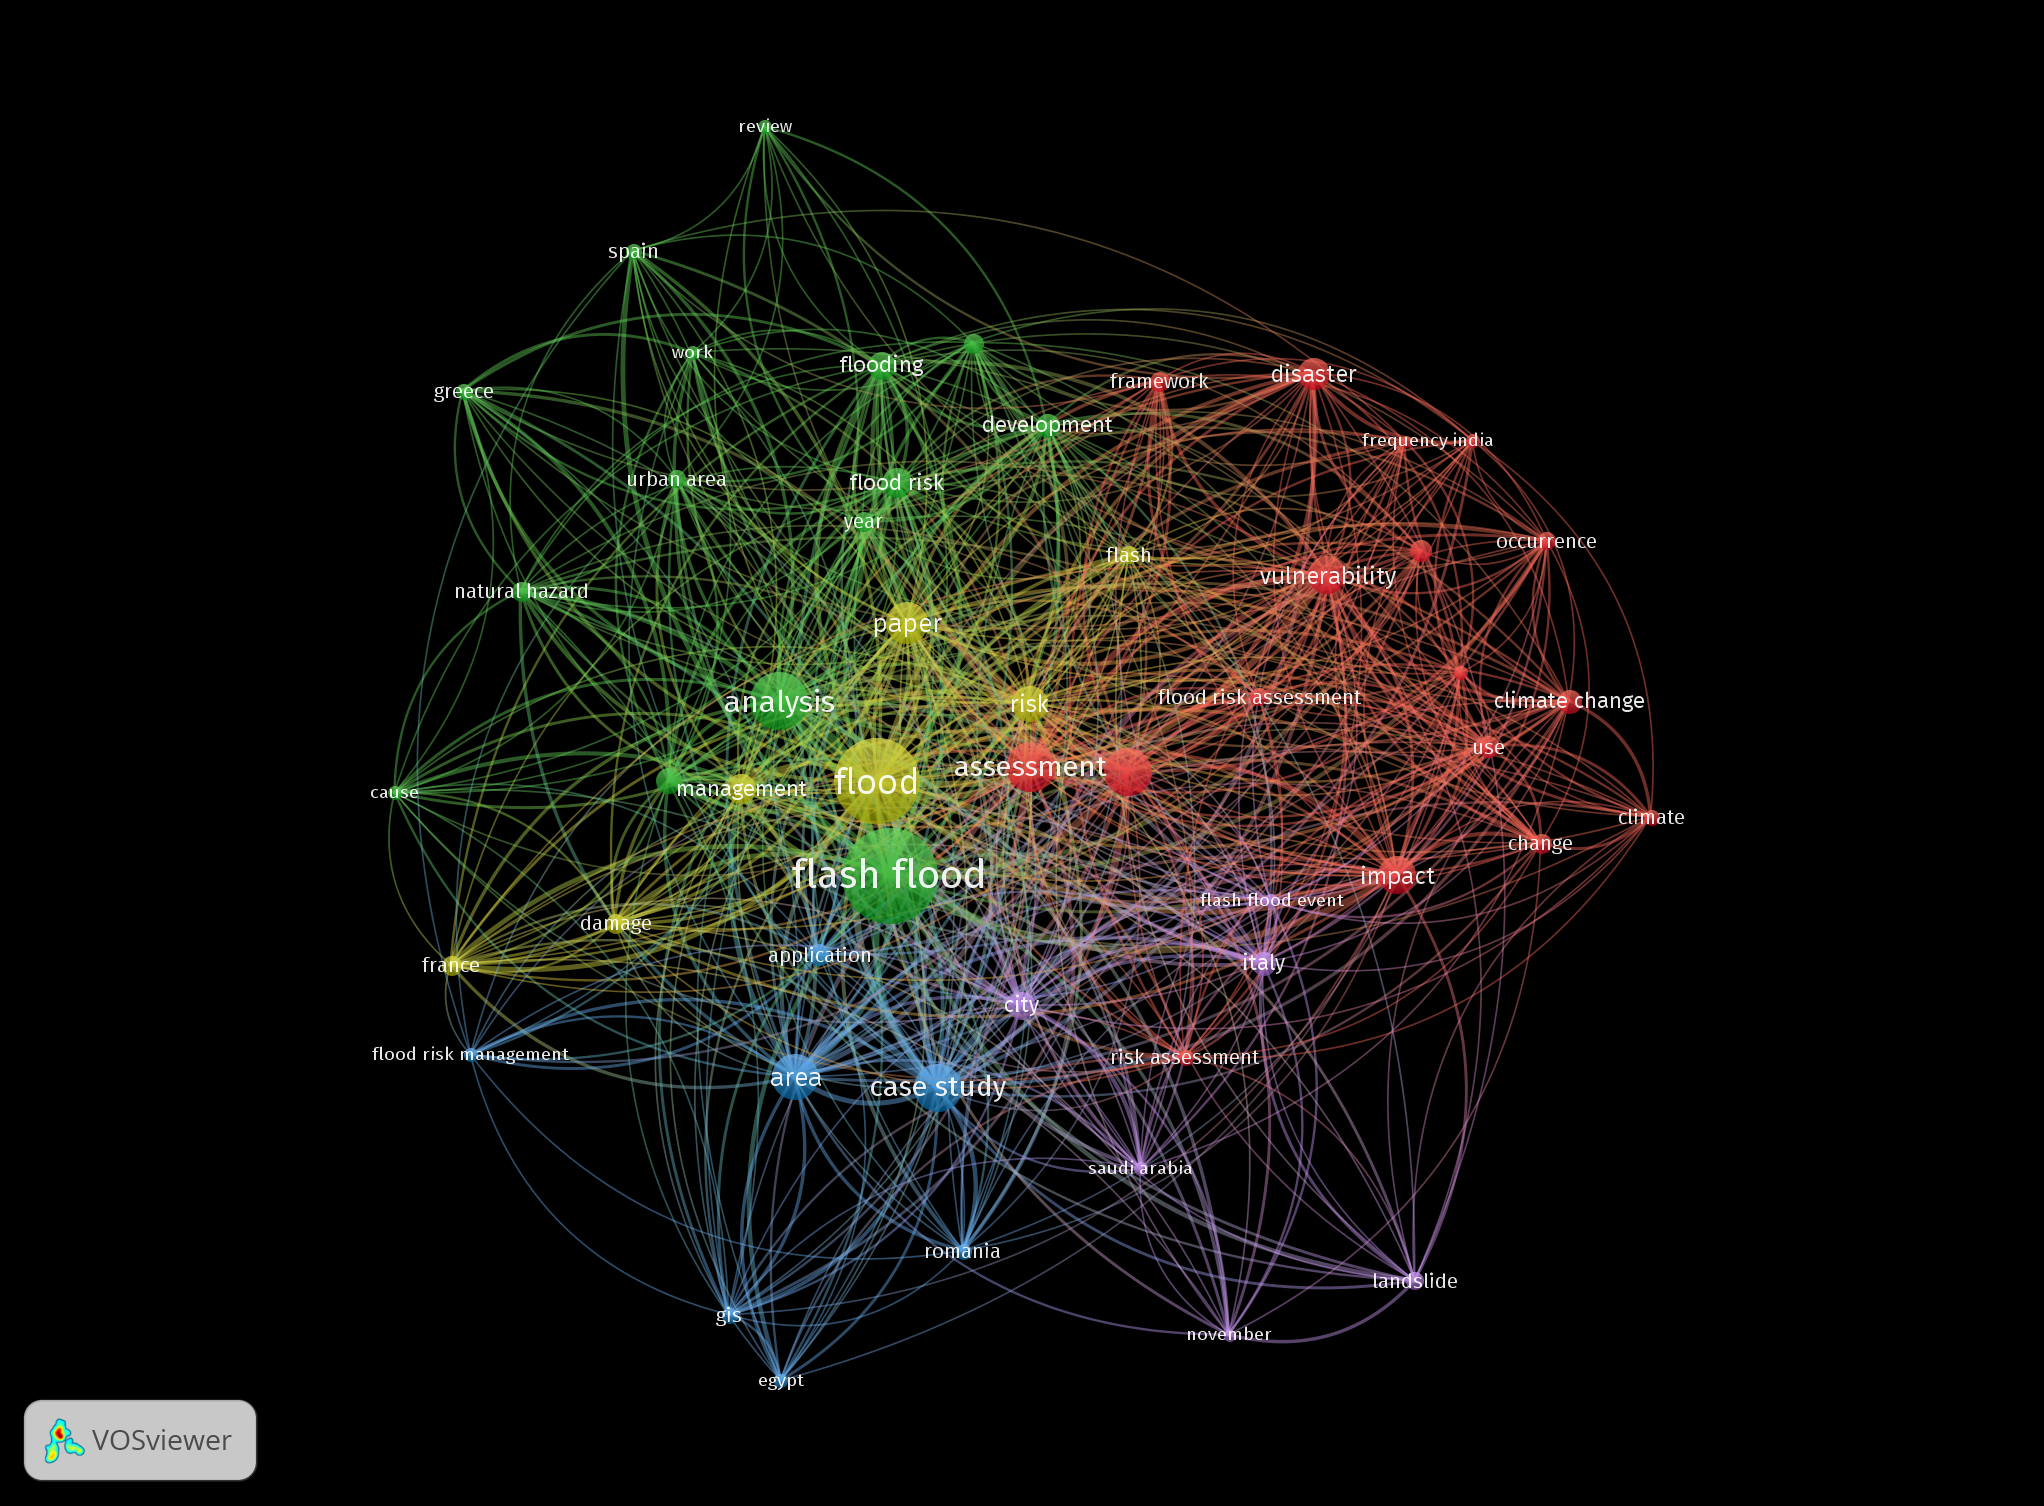 review
spain
work
flooding
greece
framework
disaster
development
frequency
india
urban area
flood risk
year
occurrence
flash
vulnerability
natural hazard
paper
analysis
risk
flood risk assessment
climate change
use
assessment
flood
management
cause
climate
change
flash flood
impact
flash flood event
damage
application
france
italy
city
flood risk management
risk assessment
area
case study
saudi arabia
romania
landslide
gis
november
egypt
VOSviewer